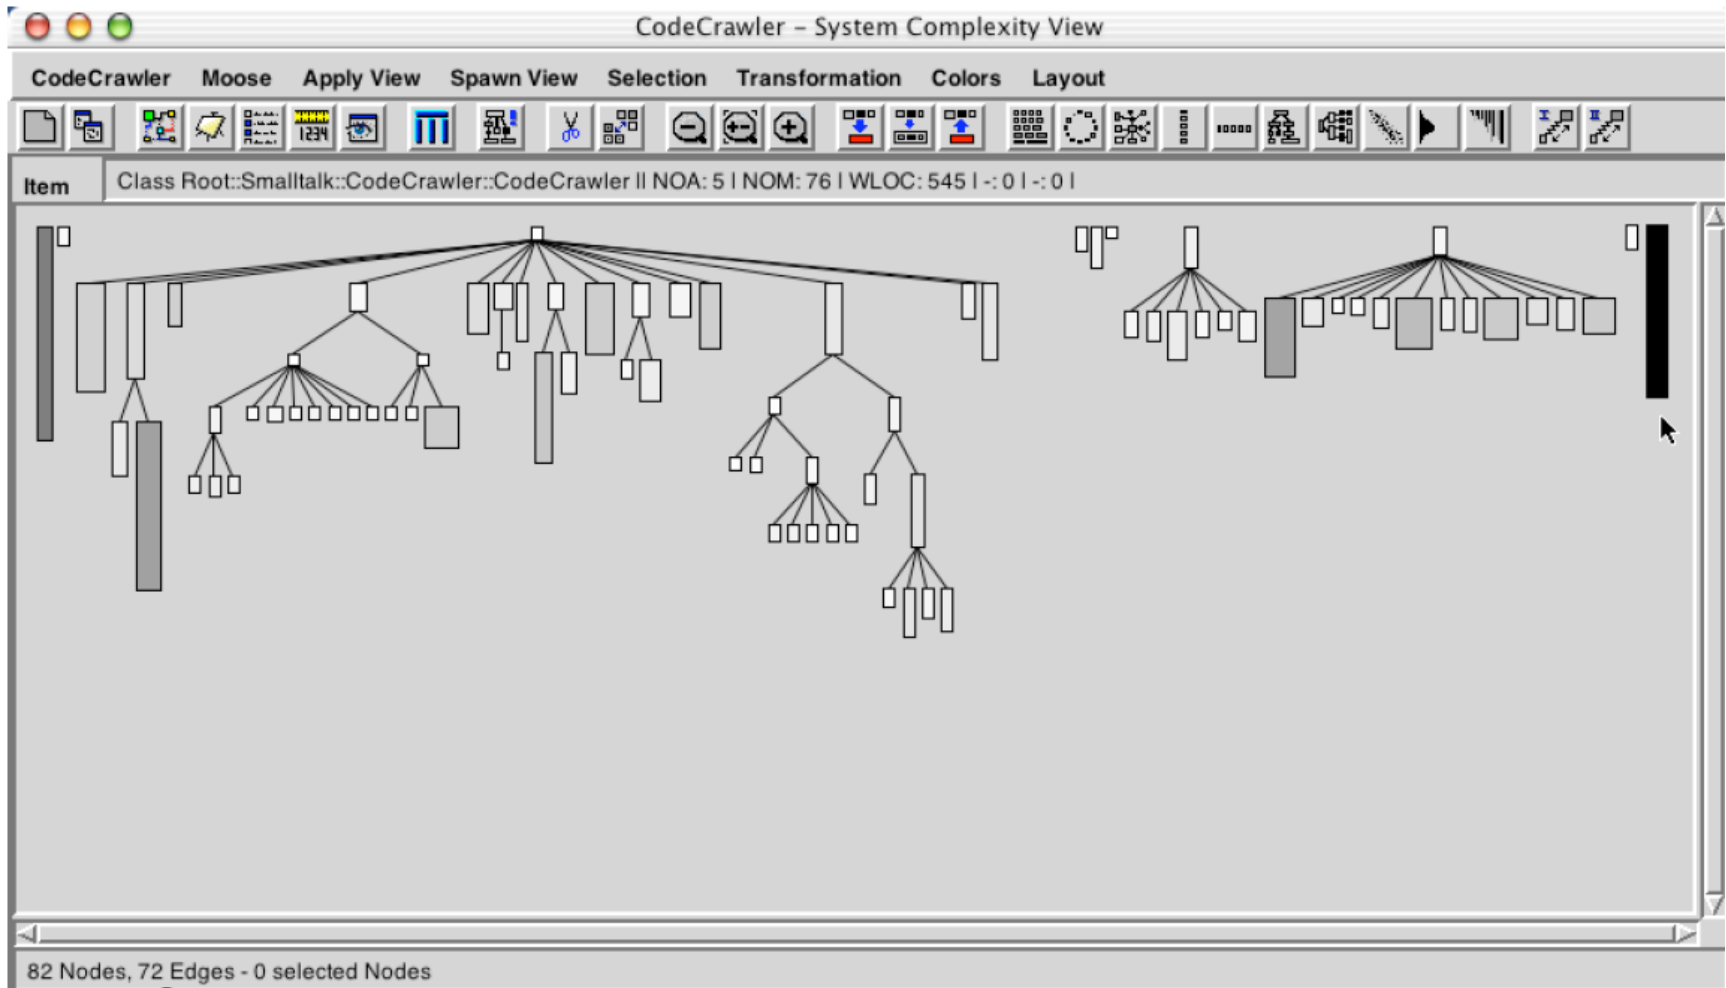 CodeCrawler – System Complexity View
CodeCrawler Moose Apply View Spawn View Selection Transformation Colors Layout
1234
I II
Item Class Root::Smalltalk::CodeCrawler::CodeCrawler || NOA: 5 | NOM: 76 | WLOC: 545 | -: 0 | -: 0 |
82 Nodes, 72 Edges - 0 selected Nodes